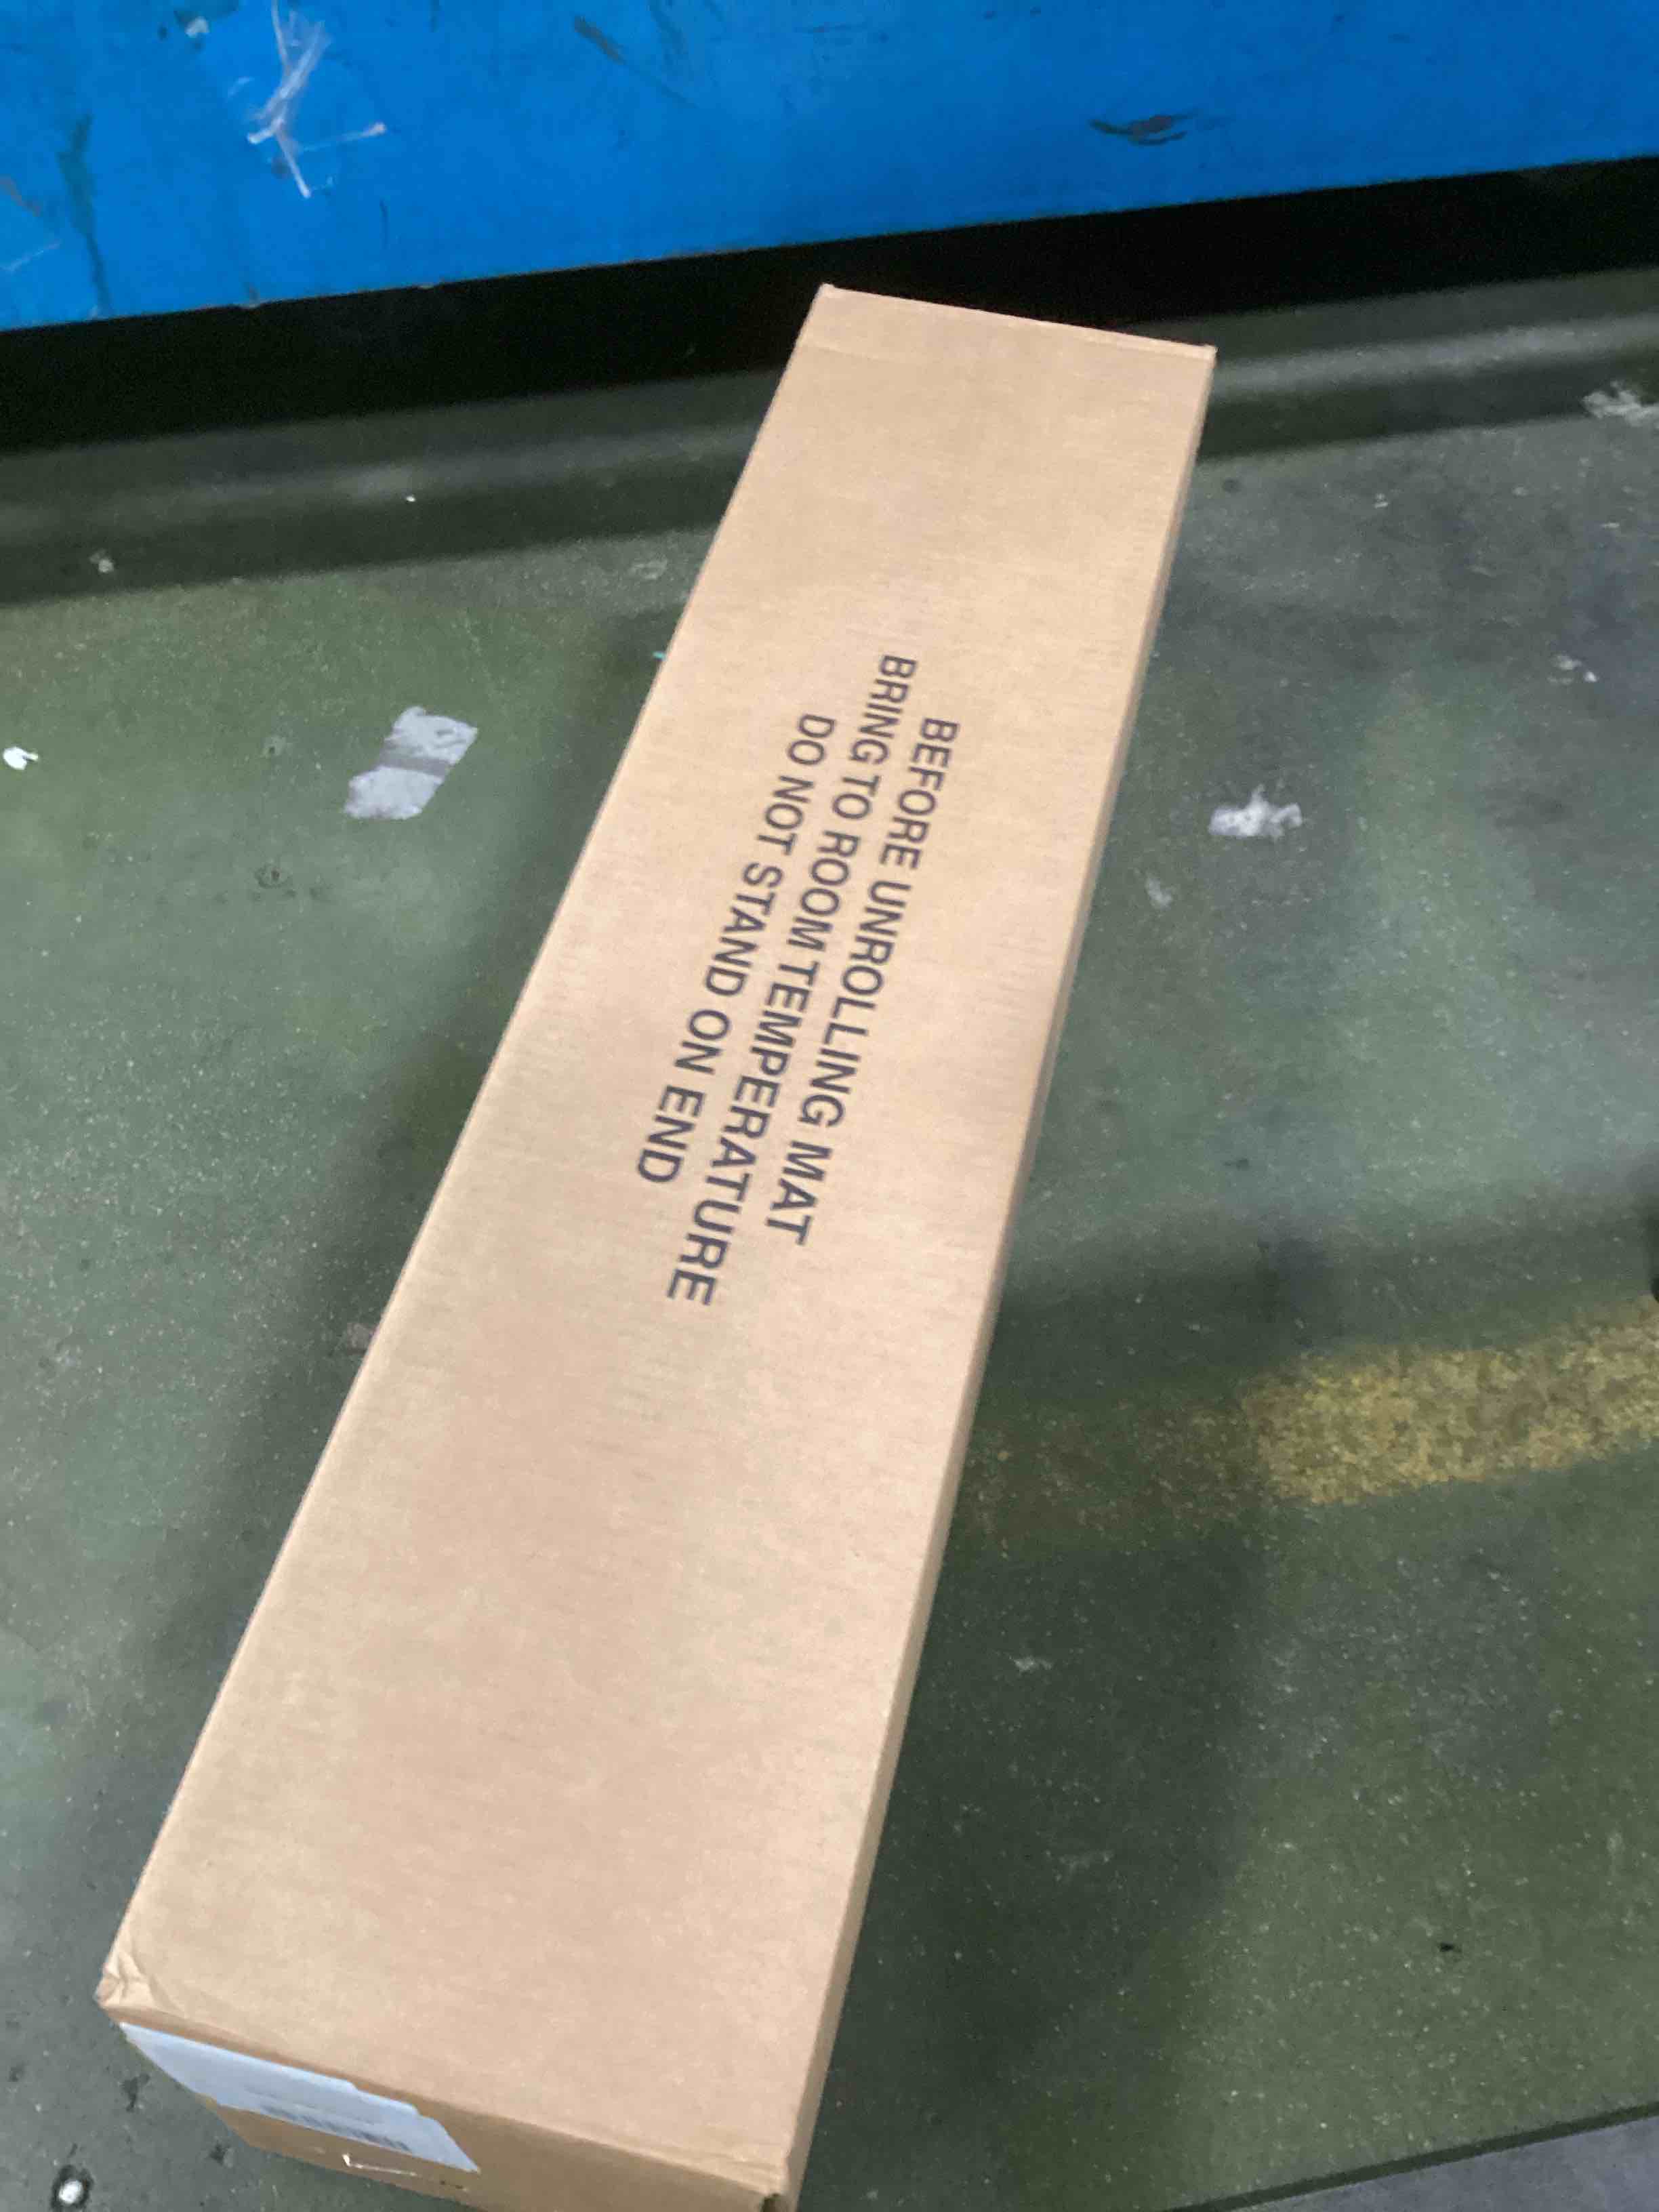 BEFORE UNROLLING MAT
BRING TO ROOM TEMPERATURE
DO NOT STAND ON END